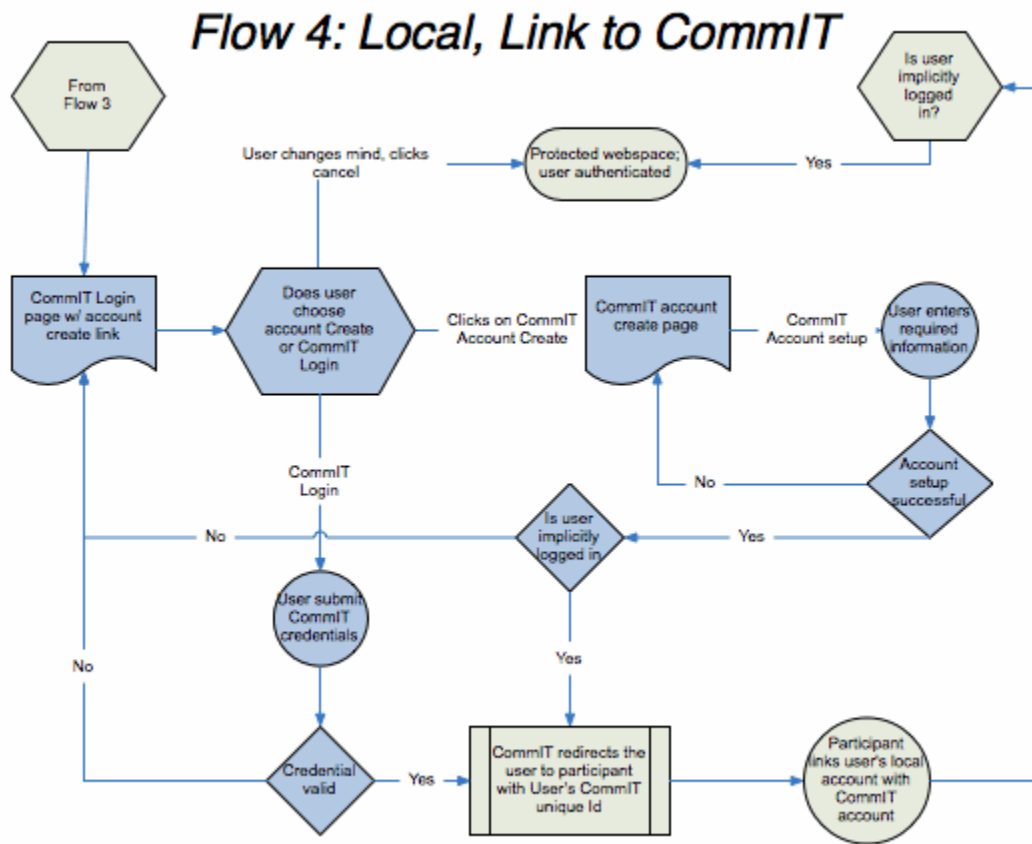 Flow 4: Local, Link to CommIT
From
Flow 3
Is user
implicitly
logged
in?
User changes mind, clicks
cancel
Protected webspace;
user authenticated
Yes
CommIT Login
page w/ account
create link
Does user
choose
account Create
or CommIT
Login
Clicks on CommIT
Account Create
CommIT account
create page
CommIT
Account setup
User enters
required
information
CommIT
Login
No
Account
setup
successful
No
Is user
implicitly
logged in
Yes
User submit
CommIT
credentials
No
Yes
Credential
valid
Yes
CommIT redirects the
user to participant
with User's CommIT
unique Id
Participant
links user's local
account with
CommIT
account